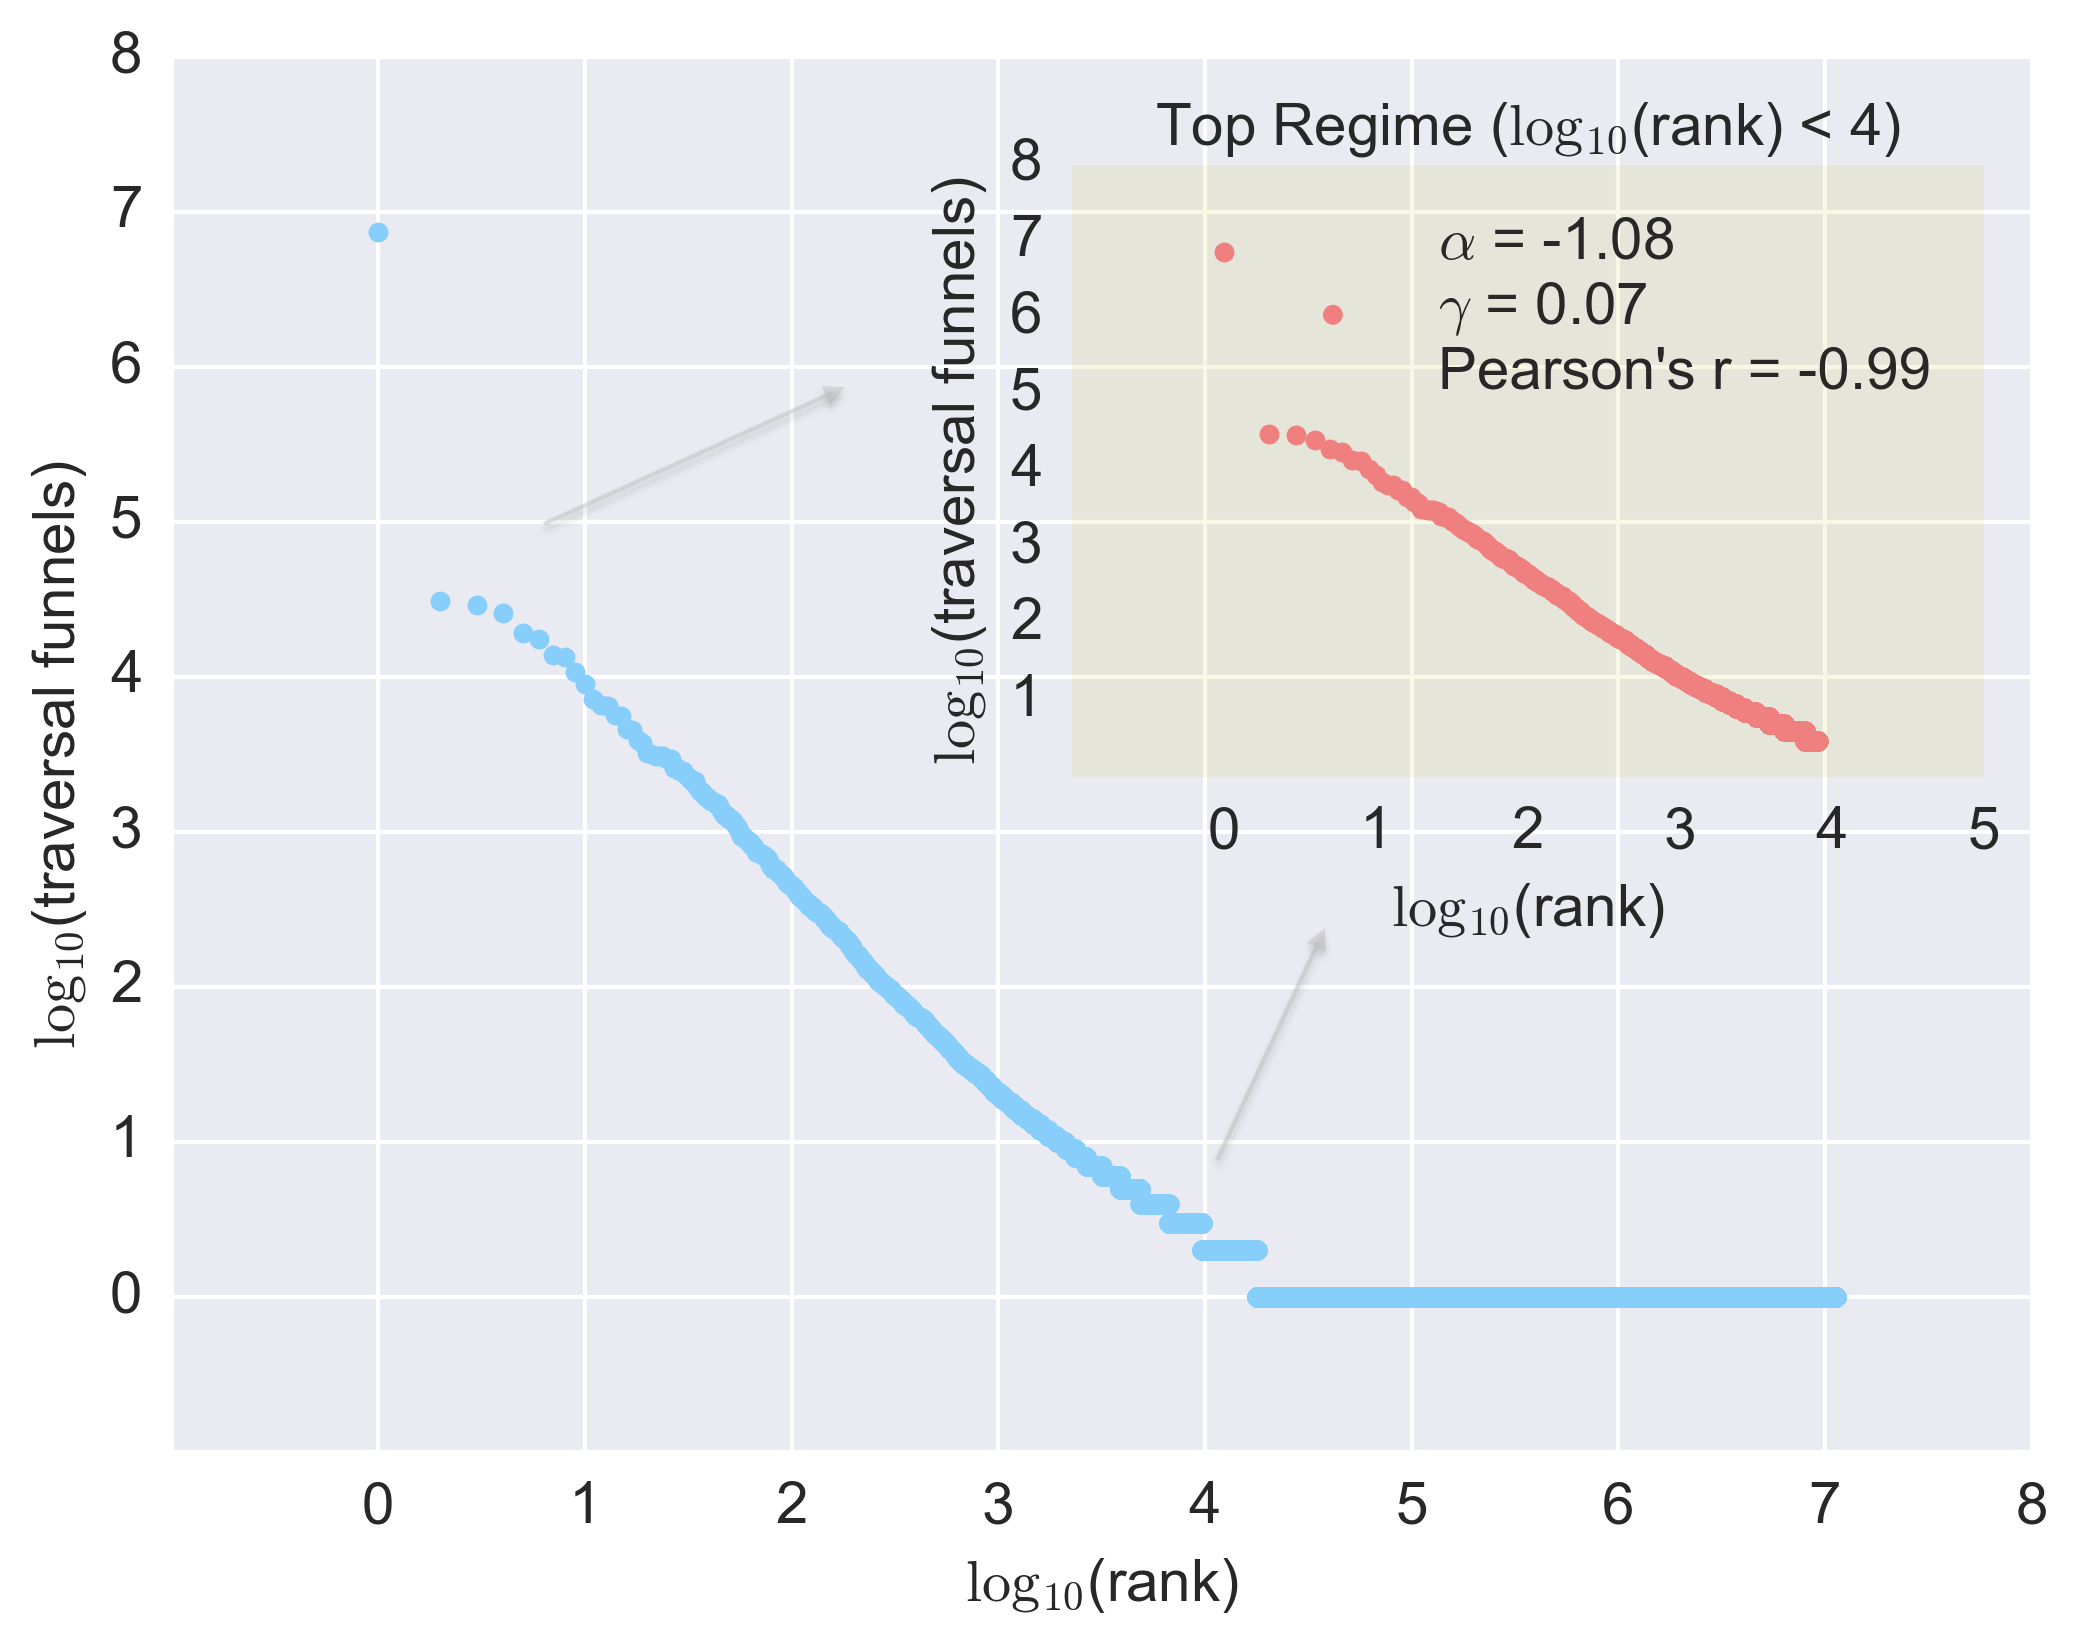 8
7
6
5
4
3
2
1
0
log10(traversal funnels)
0 1 2 3 4 5 6 7 8
log10(rank)
Top Regime (log10(rank) < 4)
8
7
6
5
4
3
2
1
log10(traversal funnels)
α = -1.08
γ = 0.07
Pearson's r = -0.99
0 1 2 3 4 5
log10(rank)